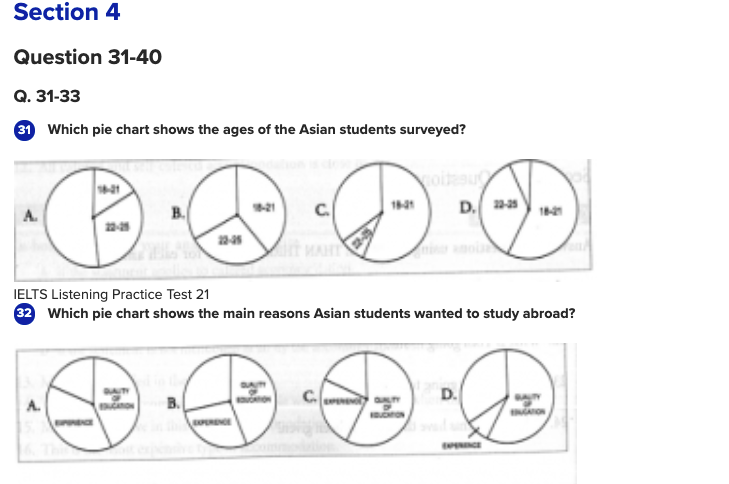 Section 4
Question 31-40
Q. 31-33
31 Which pie chart shows the ages of the Asian students surveyed?
A. 18-21 22-25 B. 18-21 22-25 C. 18-21 22-25 D. 22-25 18-21
IELTS Listening Practice Test 21
32 Which pie chart shows the main reasons Asian students wanted to study abroad?
A. QUALITY OF EDUCATION EXPERIENCE B. QUALITY OF EDUCATION EXPERIENCE C. EXPERIENCE QUALITY OF EDUCATION D. QUALITY OF EDUCATION EXPERIENCE